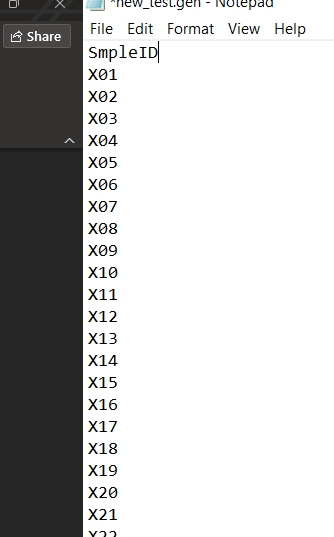 *new_test.gen - Notepad
Share
File Edit Format View Help
SmpleID
X01
X02
X03
X04
X05
X06
X07
X08
X09
X10
X11
X12
X13
X14
X15
X16
X17
X18
X19
X20
X21
X22